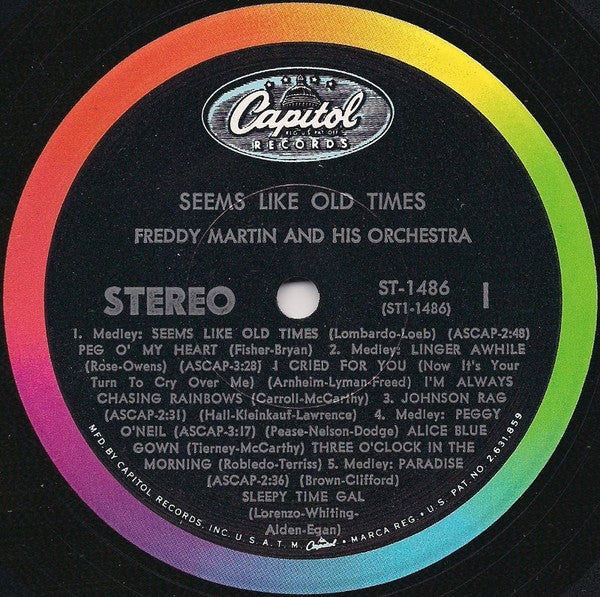 Capitol
REG. U.S. PAT. OFF.
RECORDS
SEEMS LIKE OLD TIMES
FREDDY MARTIN AND HIS ORCHESTRA
STEREO
ST-1486
(ST1-1486)
1
1. Medley: SEEMS LIKE OLD TIMES (Lombardo-Loeb) (ASCAP-2:48)
PEG O' MY HEART (Fisher-Bryan) 2. Medley: LINGER AWHILE
(Rose-Owens) (ASCAP-3:28) I CRIED FOR YOU (Now It's Your
Turn To Cry Over Me) (Arnheim-Lyman-Freed) I'M ALWAYS
CHASING RAINBOWS (Carroll-McCarthy) 3. JOHNSON RAG
(ASCAP-2:31) (Hall-Kleinkauf-Lawrence) 4. Medley: PEGGY
O'NEIL (ASCAP-3:17) (Pease-Nelson-Dodge) ALICE BLUE
GOWN (Tierney-McCarthy) THREE O'CLOCK IN THE
MORNING (Robledo-Terriss) 5. Medley: PARADISE
(ASCAP-2:36) (Brown-Clifford)
SLEEPY TIME GAL
(Lorenzo-Whiting-
Alden-Egan)
MFD. BY CAPITOL RECORDS, INC. U.S.A. T.M. Capitol • MARCA REG. • U.S. PAT. NO. 2,631,859